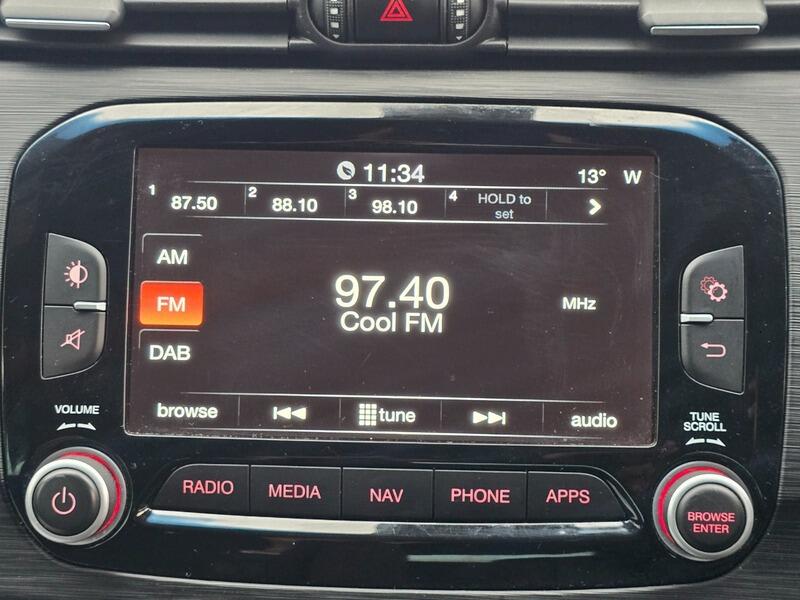 11:34 13° W
1 87.50 2 88.10 3 98.10 4 HOLD to
set
AM
FM
DAB
97.40
Cool FM
MHz
browse tune audio
VOLUME
TUNE
SCROLL
RADIO MEDIA NAV PHONE APPS
BROWSE
ENTER